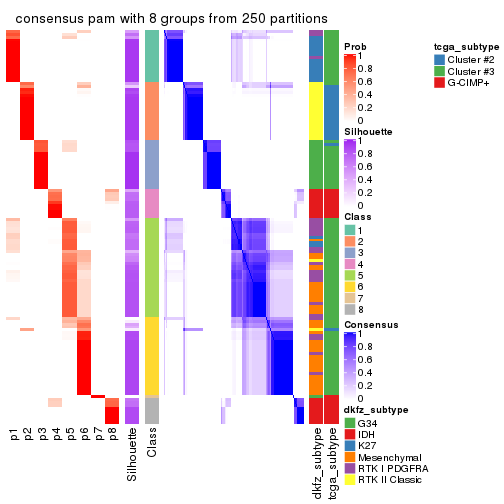 consensus pam with 8 groups from 250 partitions
Prob
1
0.8
0.6
0.4
0.2
0
Silhouette
1
0.8
0.6
0.4
0.2
0
Class
1
2
3
4
5
6
7
8
Consensus
1
0.8
0.6
0.4
0.2
0
dkfz_subtype
G34
IDH
K27
Mesenchymal
RTK I PDGFRA
RTK II Classic
tcga_subtype
Cluster #2
Cluster #3
G-CIMP+
p1
p2
p3
p4
p5
p6
p7
p8
Silhouette
Class
dkfz_subtype
tcga_subtype